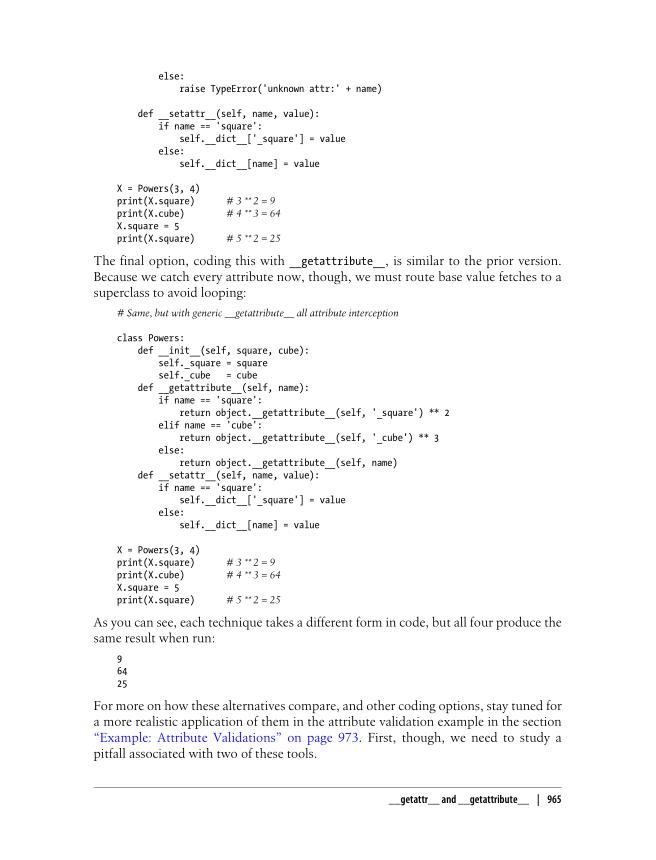 else:
            raise TypeError('unknown attr:' + name)
    def __setattr__(self, name, value):
        if name == 'square':
            self.__dict__['_square'] = value
        else:
            self.__dict__[name] = value
X = Powers(3, 4)
print(X.square)      # 3 ** 2 = 9
print(X.cube)        # 4 ** 3 = 64
X.square = 5
print(X.square)      # 5 ** 2 = 25
The final option, coding this with __getattribute__, is similar to the prior version.
Because we catch every attribute now, though, we must route base value fetches to a
superclass to avoid looping:
# Same, but with generic __getattribute__ all attribute interception
class Powers:
    def __init__(self, square, cube):
        self._square = square
        self._cube   = cube
    def __getattribute__(self, name):
        if name == 'square':
            return object.__getattribute__(self, '_square') ** 2
        elif name == 'cube':
            return object.__getattribute__(self, '_cube') ** 3
        else:
            return object.__getattribute__(self, name)
    def __setattr__(self, name, value):
        if name == 'square':
            self.__dict__['_square'] = value
        else:
            self.__dict__[name] = value
X = Powers(3, 4)
print(X.square)      # 3 ** 2 = 9
print(X.cube)        # 4 ** 3 = 64
X.square = 5
print(X.square)      # 5 ** 2 = 25
As you can see, each technique takes a different form in code, but all four produce the
same result when run:
9
64
25
For more on how these alternatives compare, and other coding options, stay tuned for
a more realistic application of them in the attribute validation example in the section
“Example: Attribute Validations” on page 973. First, though, we need to study a
pitfall associated with two of these tools.
__getattr__ and __getattribute__ | 965